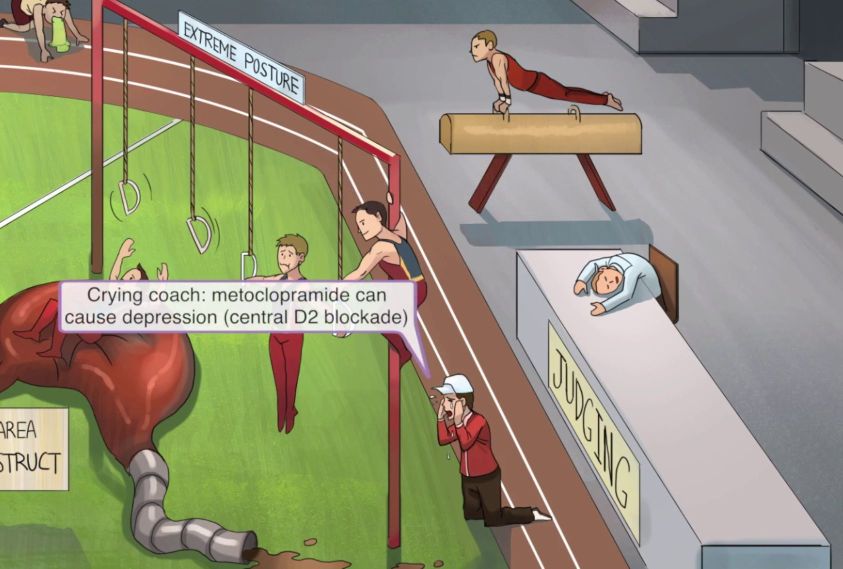 EXTREME POSTURE
Crying coach: metoclopramide can
cause depression (central D2 blockade)
AREA
STRUCT
JUDGING